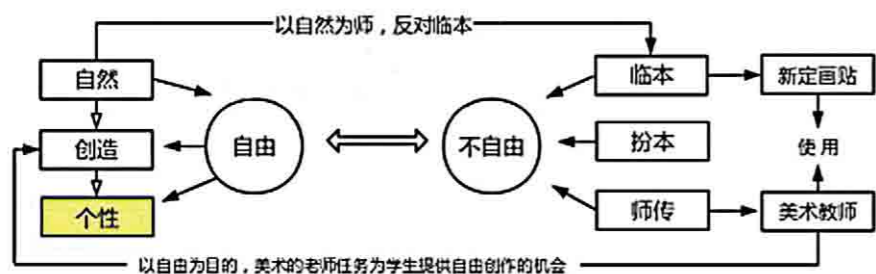 以自然为师，反对临本
自然
临本
新定画贴
创造
自由
不自由
扮本
使用
个性
师传
美术教师
以自由为目的，美术的老师任务为学生提供自由创作的机会